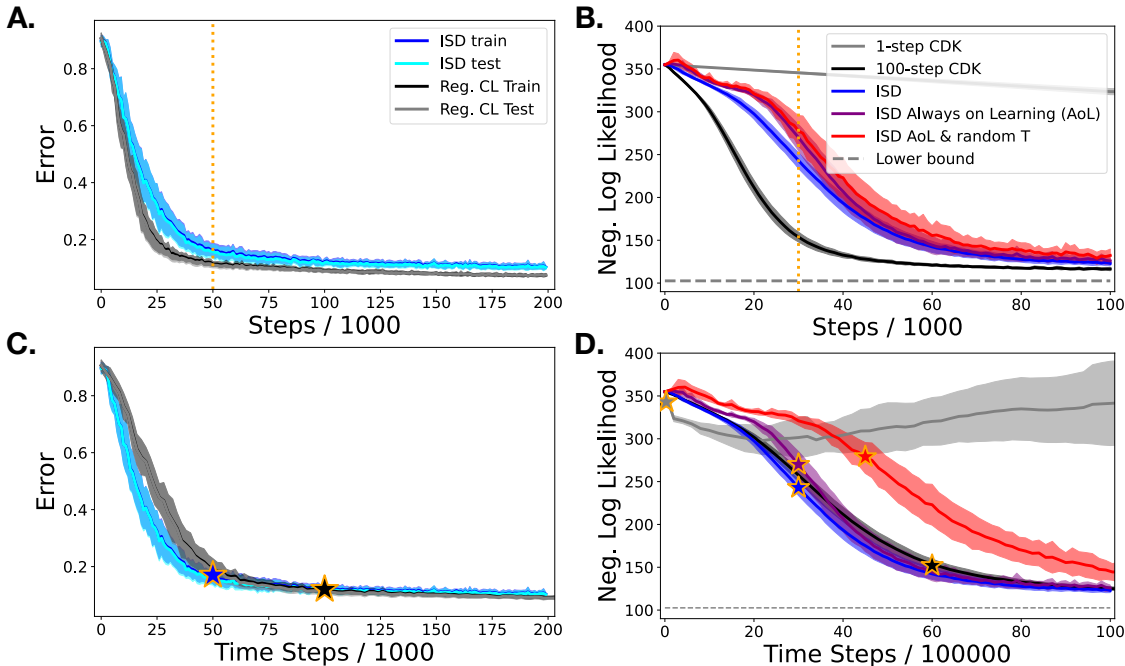 A.
Error
0.8
0.6
0.4
0.2
0 25 50 75 100 125 150 175 200
Steps / 1000
ISD train
ISD test
Reg. CL Train
Reg. CL Test
B.
Neg. Log Likelihood
400
350
300
250
200
150
100
0 20 40 60 80 100
Steps / 1000
1-step CDK
100-step CDK
ISD
ISD Always on Learning (AoL)
ISD AoL & random T
Lower bound
C.
Error
0.8
0.6
0.4
0.2
0 25 50 75 100 125 150 175 200
Time Steps / 1000
D.
Neg. Log Likelihood
400
350
300
250
200
150
100
0 20 40 60 80 100
Time Steps / 100000